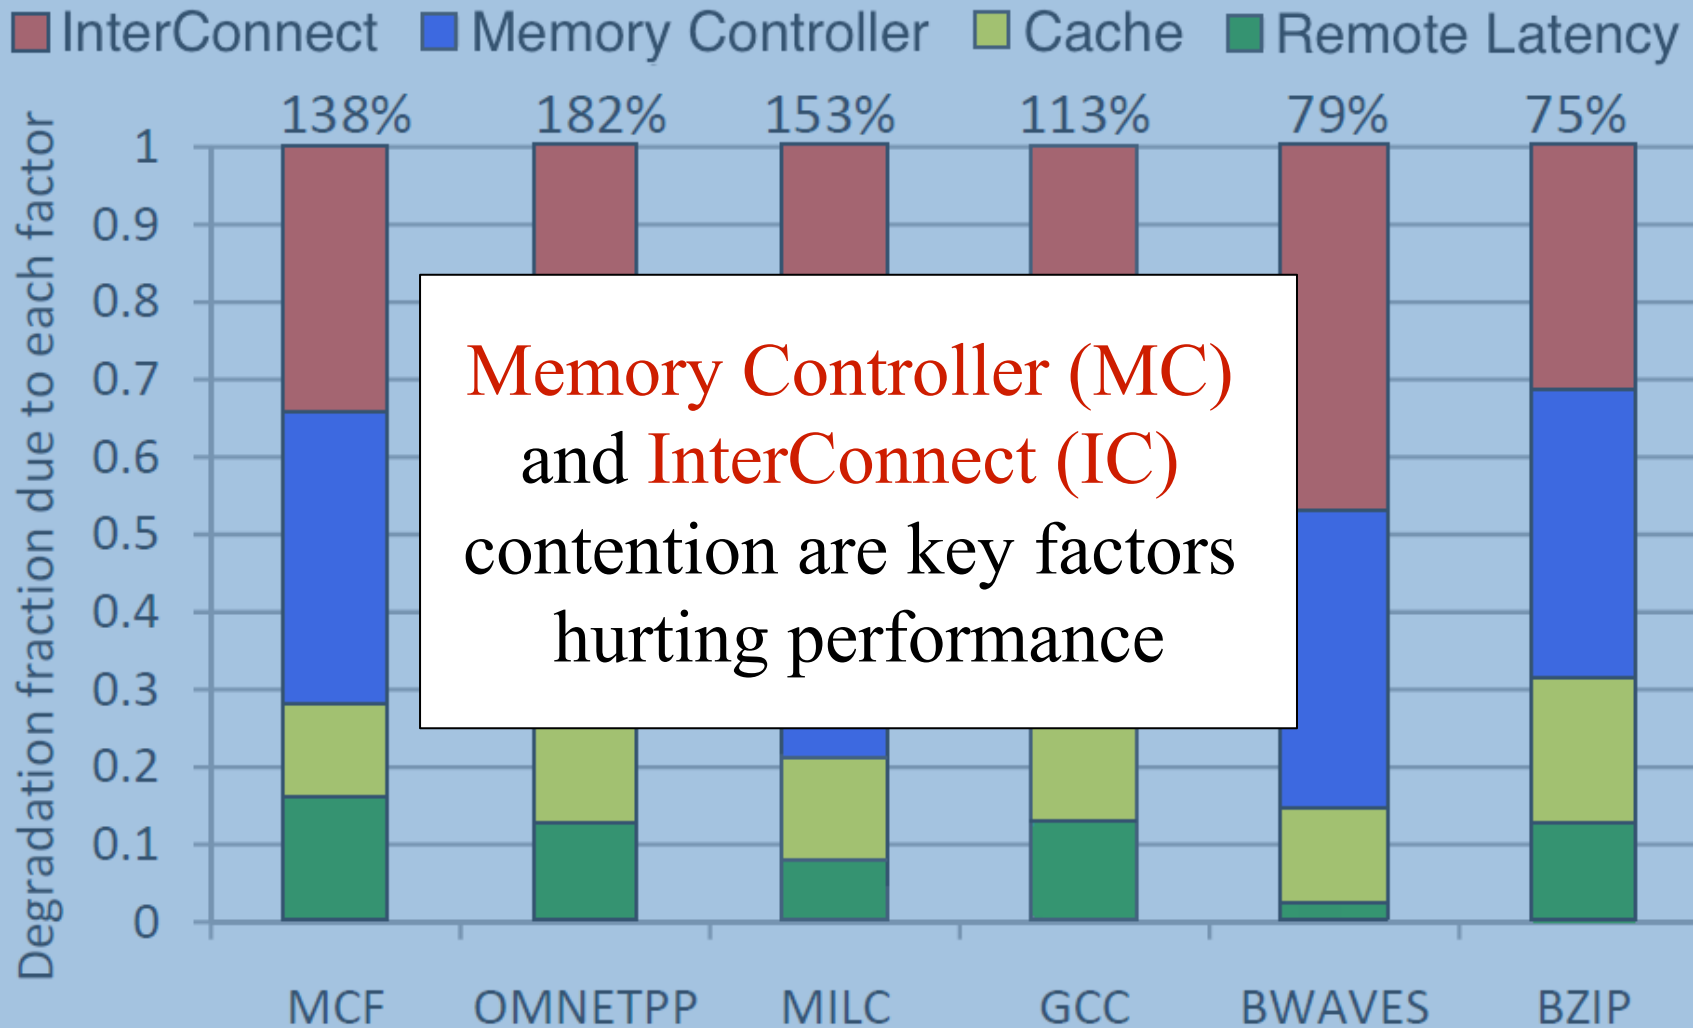 InterConnect Memory Controller Cache Remote Latency
138% 182% 153% 113% 79% 75%
Degradation fraction due to each factor
1
0.9
0.8
0.7
0.6
0.5
0.4
0.3
0.2
0.1
0
Memory Controller (MC)
and InterConnect (IC)
contention are key factors
hurting performance
MCF OMNETPP MILC GCC BWAVES BZIP